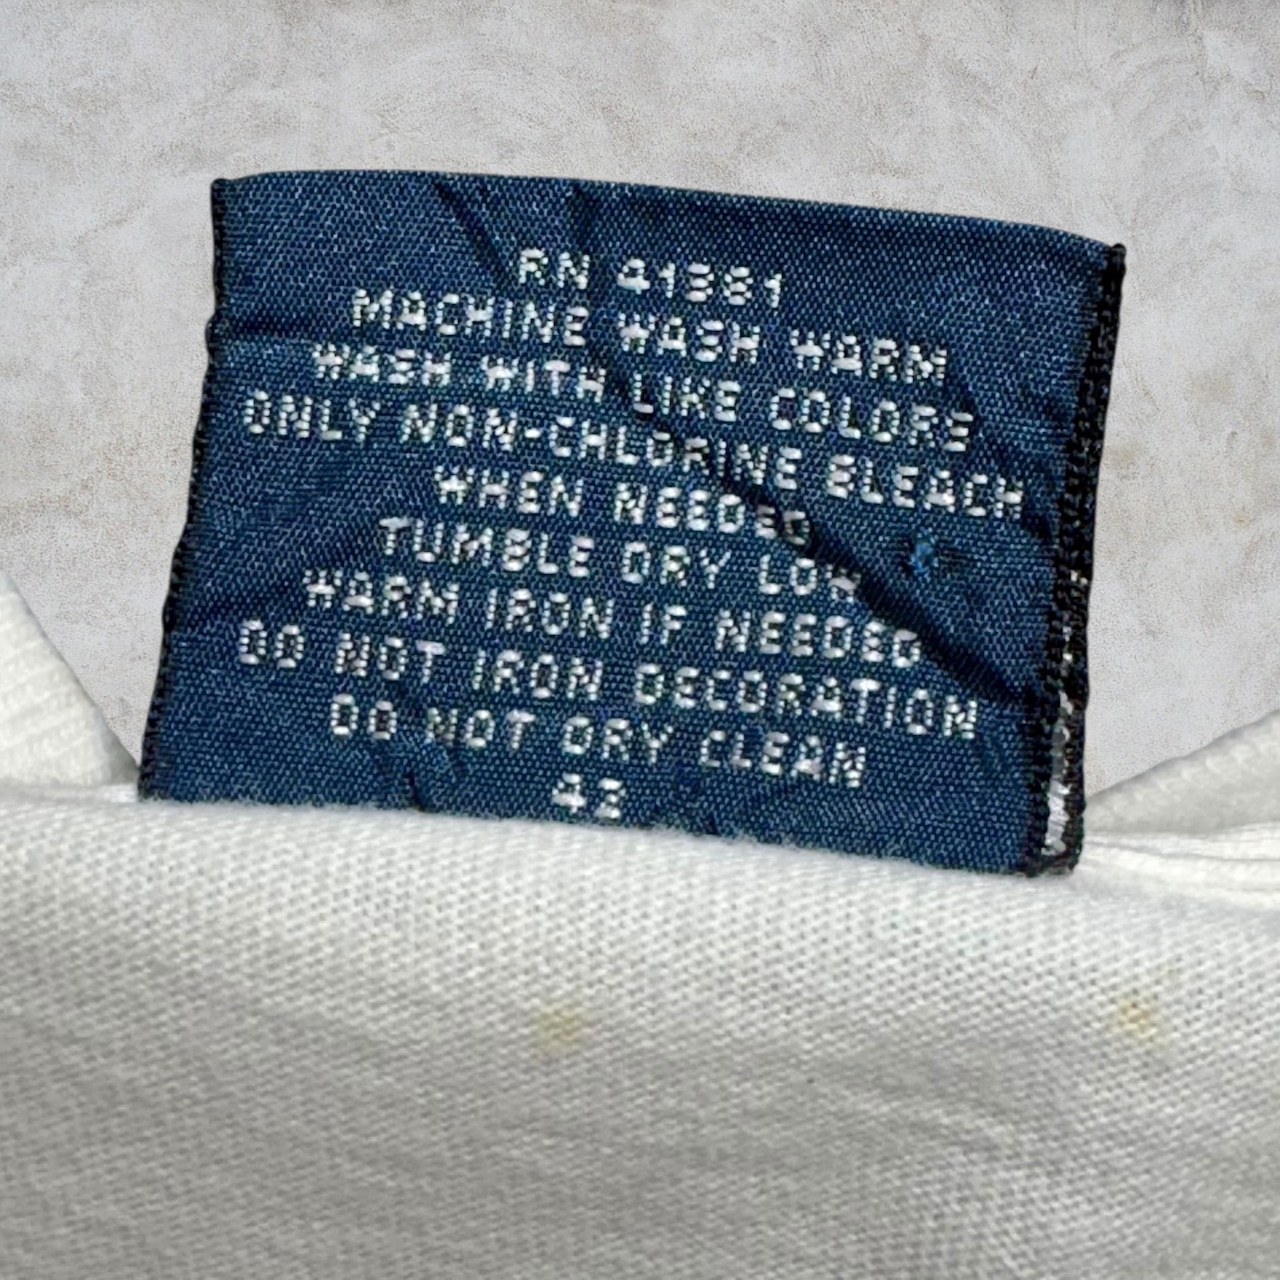 RN 41381
MACHINE WASH WARM
WASH WITH LIKE COLORS
ONLY NON-CHLORINE BLEACH
WHEN NEEDED
TUMBLE DRY LOW
WARM IRON IF NEEDED
DO NOT IRON DECORATION
DO NOT DRY CLEAN
43